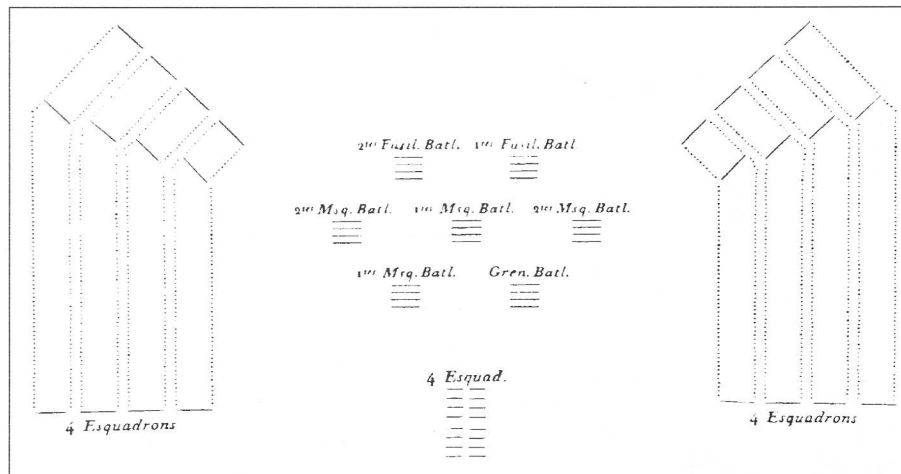 2tes Fusil. Batl. 1tes Fusil. Batl
2tes Msq. Batl. 1tes Msq. Batl. 2tes Msq. Batl.
1tes Msq. Batl. Gren. Batl.
4 Esquad.
4 Esquadrons 4 Esquadrons